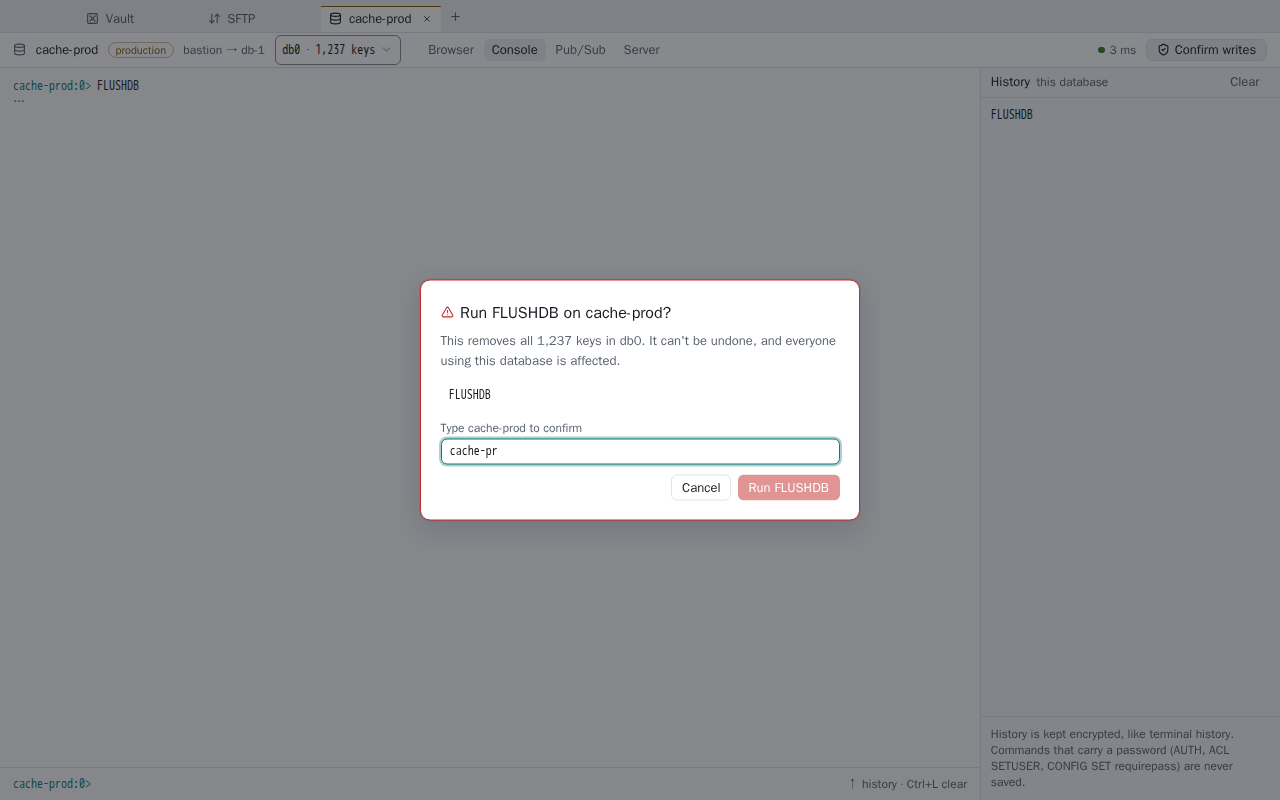 Vault
SFTP
cache-prod × +
cache-prod production bastion → db-1 db0 · 1,237 keys Browser Console Pub/Sub Server 3 ms Confirm writes
cache-prod:0> FLUSHDB
...
History this database Clear
FLUSHDB
Run FLUSHDB on cache-prod?
This removes all 1,237 keys in db0. It can't be undone, and everyone
using this database is affected.
FLUSHDB
Type cache-prod to confirm
cache-pr
Cancel Run FLUSHDB
History is kept encrypted, like terminal history.
Commands that carry a password (AUTH, ACL
SETUSER, CONFIG SET requirepass) are never
saved.
cache-prod:0>
↑ history · Ctrl+L clear